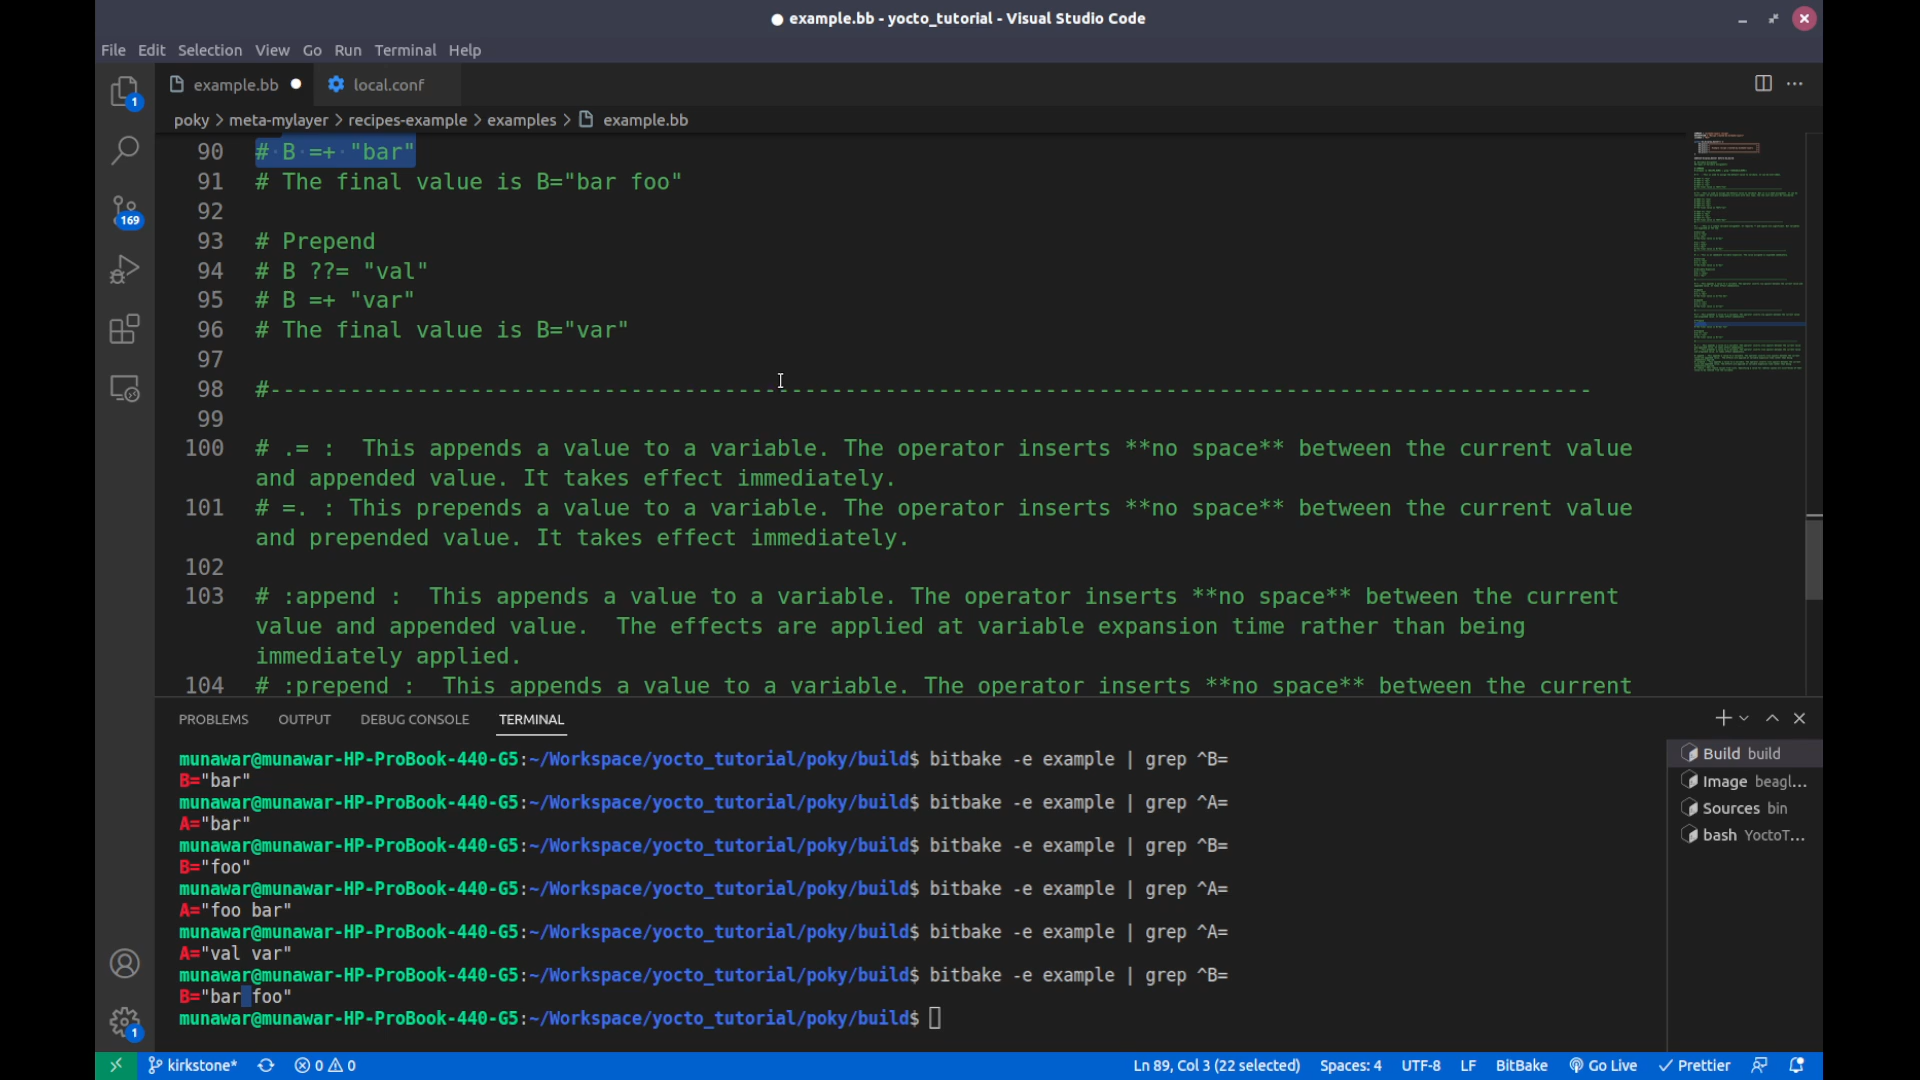 example.bb - yocto_tutorial - Visual Studio Code
File Edit Selection View Go Run Terminal Help
example.bb local.conf
poky > meta-mylayer > recipes-example > examples > example.bb
1
169
90 # B =+ "bar"
91 # The final value is B="bar foo"
92
93 # Prepend
94 # B ??= "val"
95 # B =+ "var"
96 # The final value is B="var"
97
98 #---------------------------------------------------------------------------------------------------
99
100 # .= :  This appends a value to a variable. The operator inserts **no space** between the current value
and appended value. It takes effect immediately.
101 # =. : This prepends a value to a variable. The operator inserts **no space** between the current value
and prepended value. It takes effect immediately.
102
103 # :append :  This appends a value to a variable. The operator inserts **no space** between the current
value and appended value.  The effects are applied at variable expansion time rather than being
immediately applied.
104 # :prepend :  This appends a value to a variable. The operator inserts **no space** between the current
PROBLEMS OUTPUT DEBUG CONSOLE TERMINAL
munawar@munawar-HP-ProBook-440-G5:~/Workspace/yocto_tutorial/poky/build$ bitbake -e example | grep ^B=
B="bar"
munawar@munawar-HP-ProBook-440-G5:~/Workspace/yocto_tutorial/poky/build$ bitbake -e example | grep ^A=
A="bar"
munawar@munawar-HP-ProBook-440-G5:~/Workspace/yocto_tutorial/poky/build$ bitbake -e example | grep ^B=
B="foo"
munawar@munawar-HP-ProBook-440-G5:~/Workspace/yocto_tutorial/poky/build$ bitbake -e example | grep ^A=
A="foo bar"
munawar@munawar-HP-ProBook-440-G5:~/Workspace/yocto_tutorial/poky/build$ bitbake -e example | grep ^A=
A="val var"
munawar@munawar-HP-ProBook-440-G5:~/Workspace/yocto_tutorial/poky/build$ bitbake -e example | grep ^B=
B="bar foo"
munawar@munawar-HP-ProBook-440-G5:~/Workspace/yocto_tutorial/poky/build$
Build build
Image beagl...
Sources bin
bash YoctoT...
1
kirkstone* 0 0 Ln 89, Col 3 (22 selected) Spaces: 4 UTF-8 LF BitBake Go Live Prettier